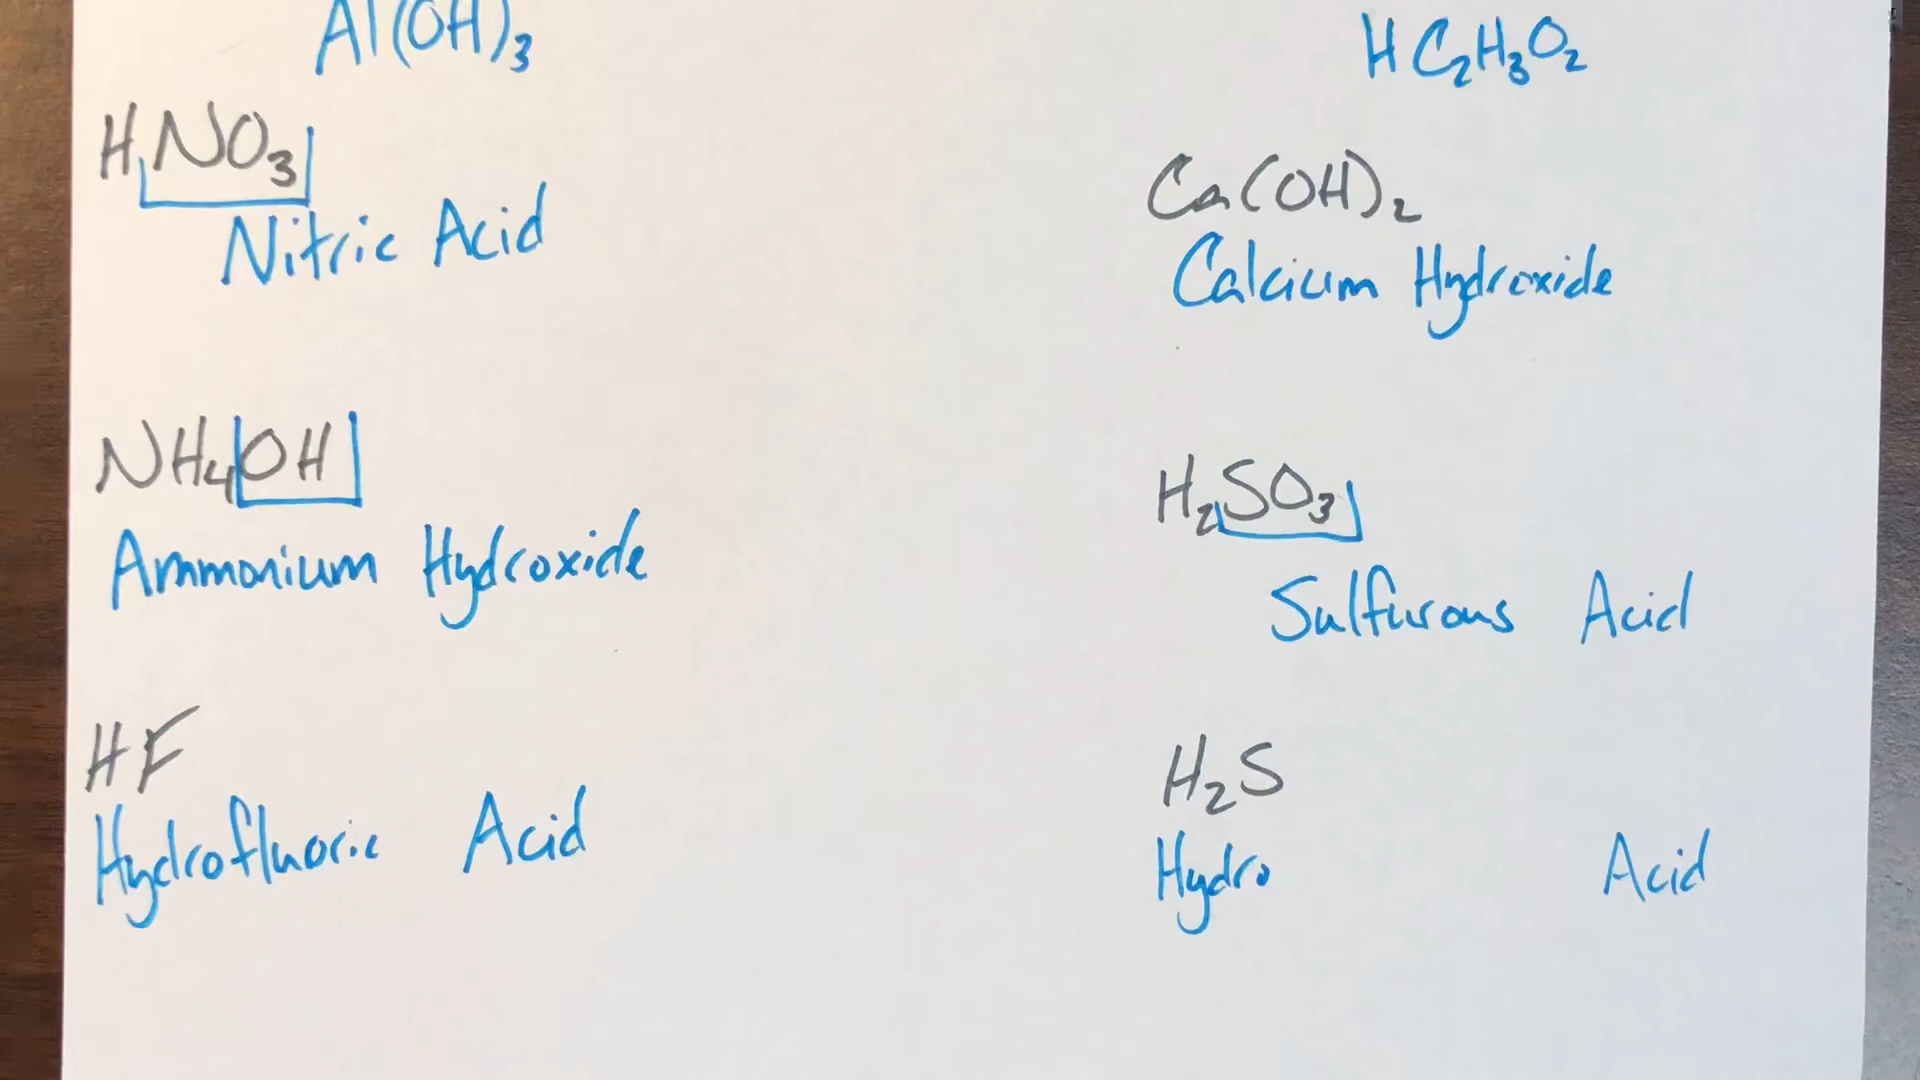 Al(OH)₃
HC₂H₃O₂
HNO₃
Nitric Acid
Ca(OH)₂
Calcium Hydroxide
NH₄OH
Ammonium Hydroxide
H₂SO₃
Sulfurous Acid
HF
Hydrofluoric Acid
H₂S
Hydro Acid